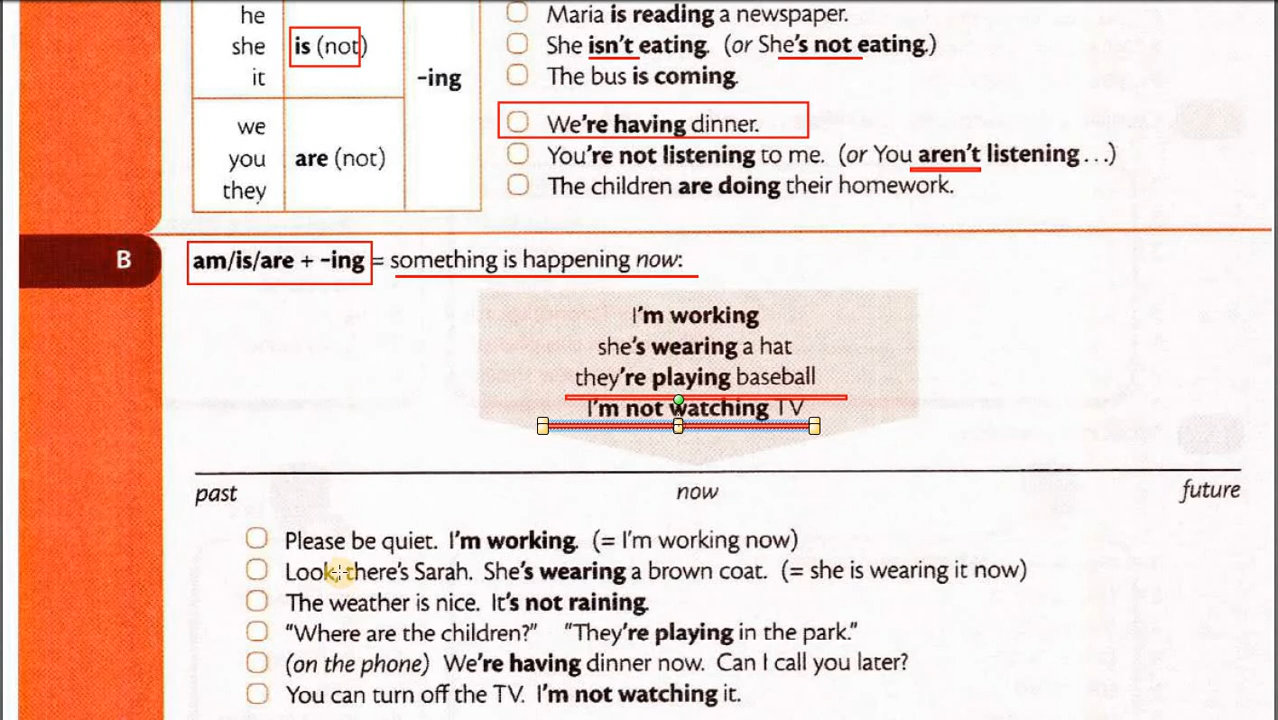 he
she
it
is (not)
-ing
we
you
they
are (not)
Maria is reading a newspaper.
She isn't eating. (or She's not eating.)
The bus is coming.
We're having dinner.
You're not listening to me. (or You aren't listening...)
The children are doing their homework.
B
am/is/are + -ing = something is happening now:
I'm working
she's wearing a hat
they're playing baseball
I'm not watching TV
past now future
Please be quiet. I'm working. (= I'm working now)
Look, there's Sarah. She's wearing a brown coat. (= she is wearing it now)
The weather is nice. It's not raining.
"Where are the children?" "They're playing in the park."
(on the phone) We're having dinner now. Can I call you later?
You can turn off the TV. I'm not watching it.